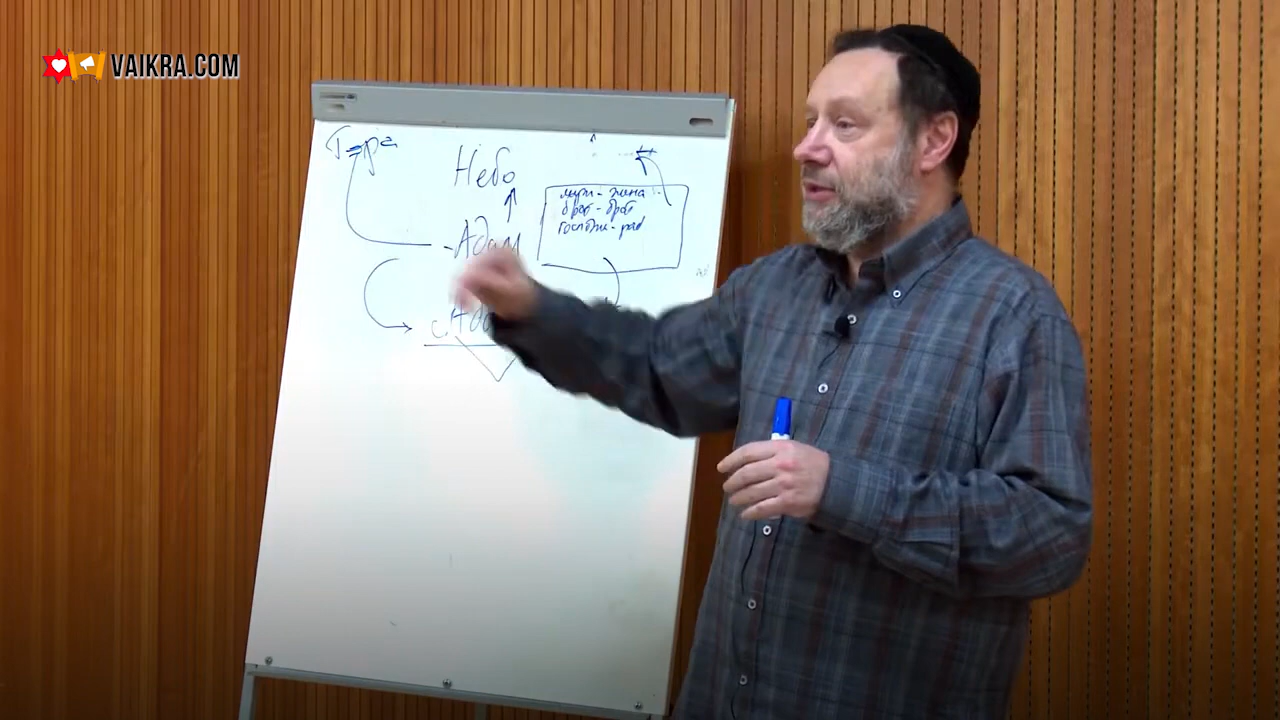 VAIKRA.COM
Тора
Небо
муж - жена
брат - брат
господин - раб
Адам